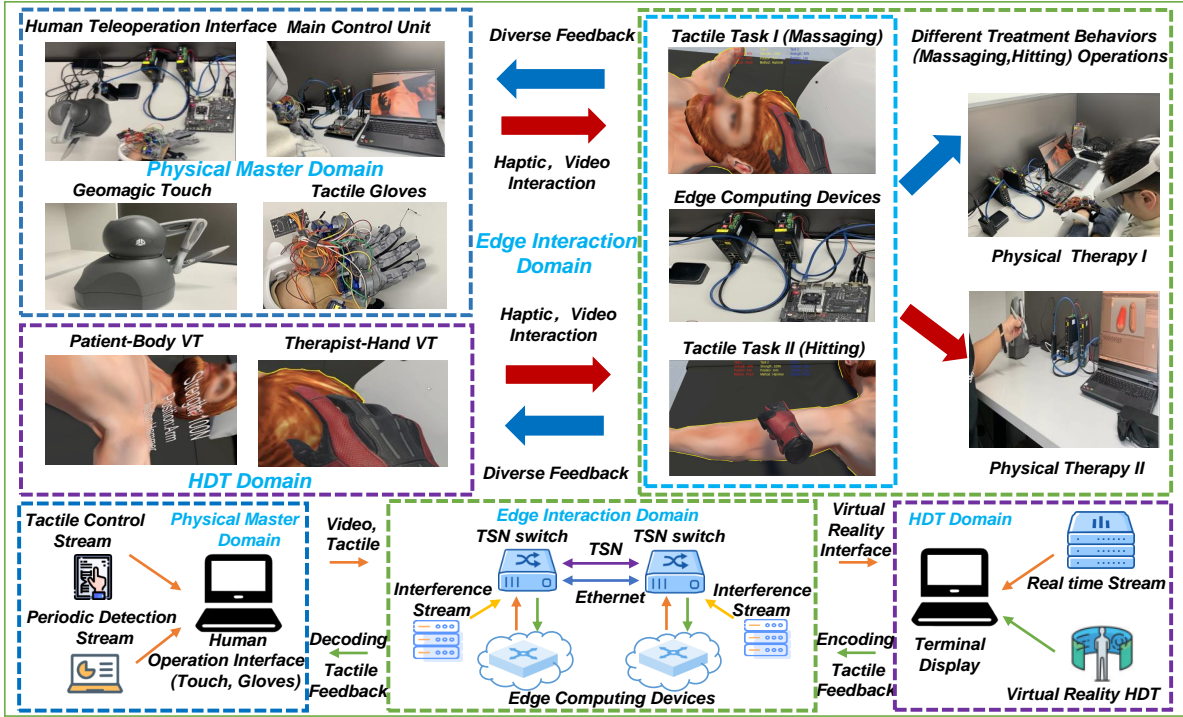 Human Teleoperation Interface
Main Control Unit
Physical Master Domain
Geomagic Touch
Tactile Gloves
Diverse Feedback
Haptic, Video
Interaction
Edge Interaction
Domain
Haptic, Video
Interaction
Diverse Feedback
Patient-Body VT
Therapist-Hand VT
Strength: 100N
Position:Arm
HDT Domain
Tactile Task I (Massaging)
Edge Computing Devices
Tactile Task II (Hitting)
Different Treatment Behaviors
(Massaging,Hitting) Operations
Physical Therapy I
Physical Therapy II
Tactile Control
Stream
Physical Master
Domain
Periodic Detection
Stream
Human
Operation Interface
(Touch, Gloves)
Video,
Tactile
Decoding
Tactile
Feedback
Edge Interaction Domain
TSN switch
TSN
TSN switch
Ethernet
Interference
Stream
Interference
Stream
Edge Computing Devices
Virtual
Reality
Interface
Encoding
Tactile
Feedback
HDT Domain
Real time Stream
Terminal
Display
Virtual Reality HDT